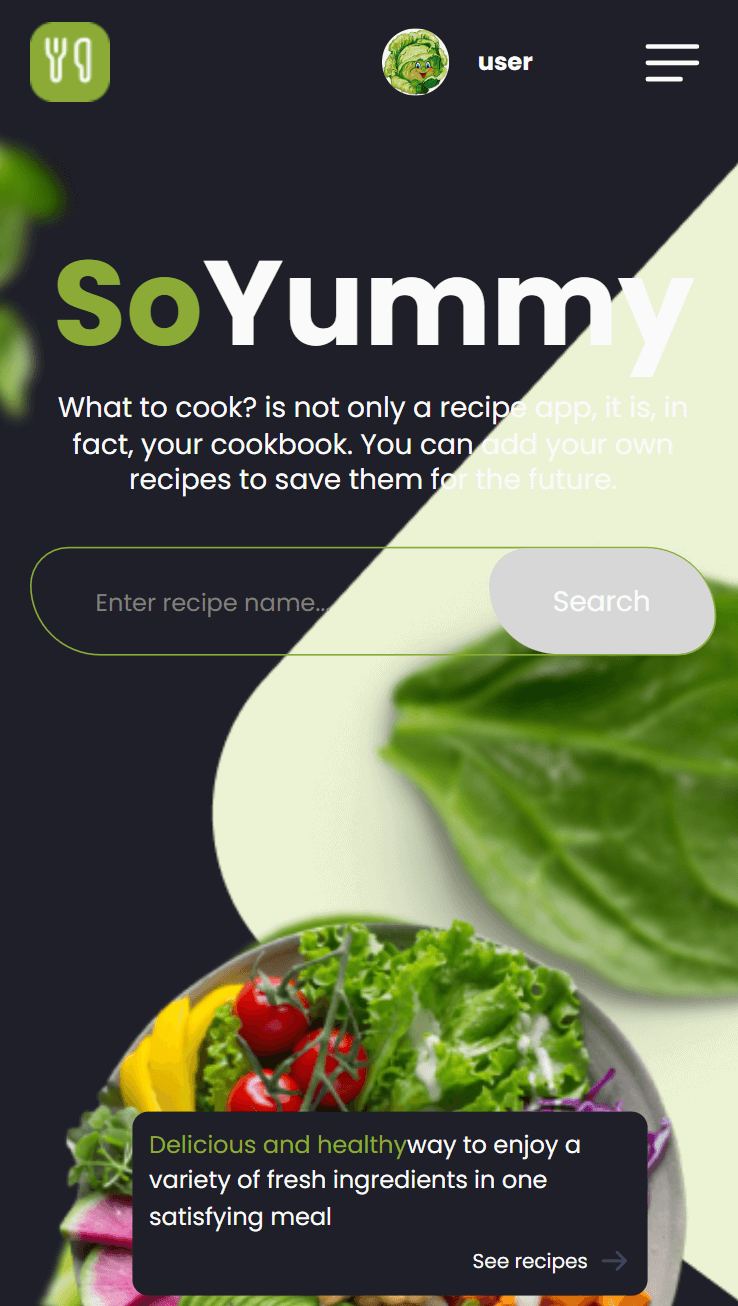 user
SoYummy
What to cook? is not only a recipe app, it is, in
fact, your cookbook. You can add your own
recipes to save them for the future.
Enter recipe name...
Search
Delicious and healthyway to enjoy a
variety of fresh ingredients in one
satisfying meal
See recipes